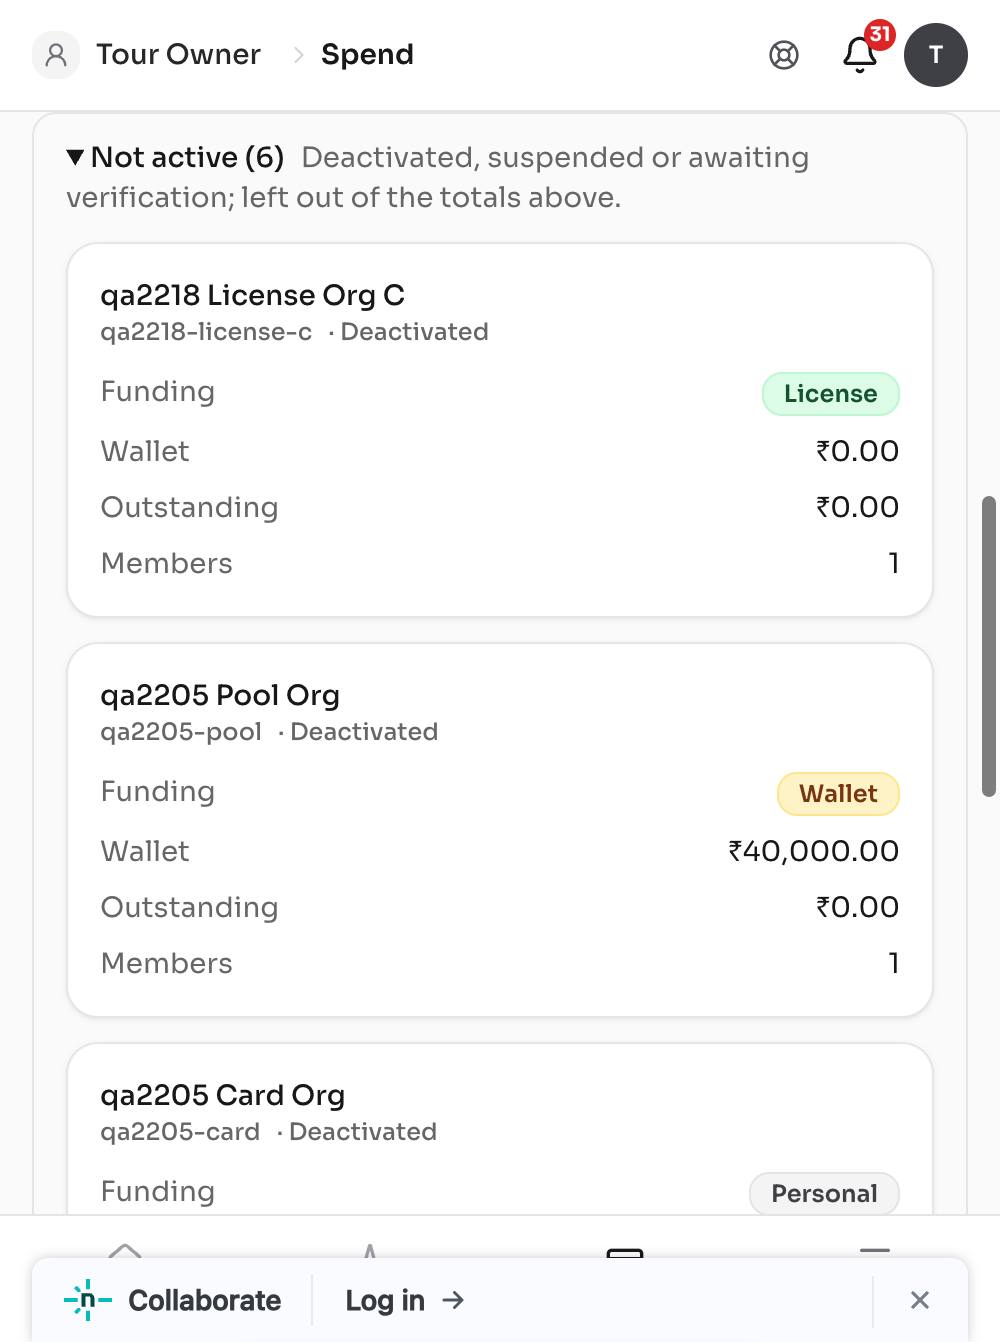 Tour Owner > Spend
31
T
▼ Not active (6) Deactivated, suspended or awaiting
verification; left out of the totals above.
qa2218 License Org C
qa2218-license-c · Deactivated
Funding License
Wallet ₹0.00
Outstanding ₹0.00
Members 1
qa2205 Pool Org
qa2205-pool · Deactivated
Funding Wallet
Wallet ₹40,000.00
Outstanding ₹0.00
Members 1
qa2205 Card Org
qa2205-card · Deactivated
Funding Personal
n Collaborate Log in →